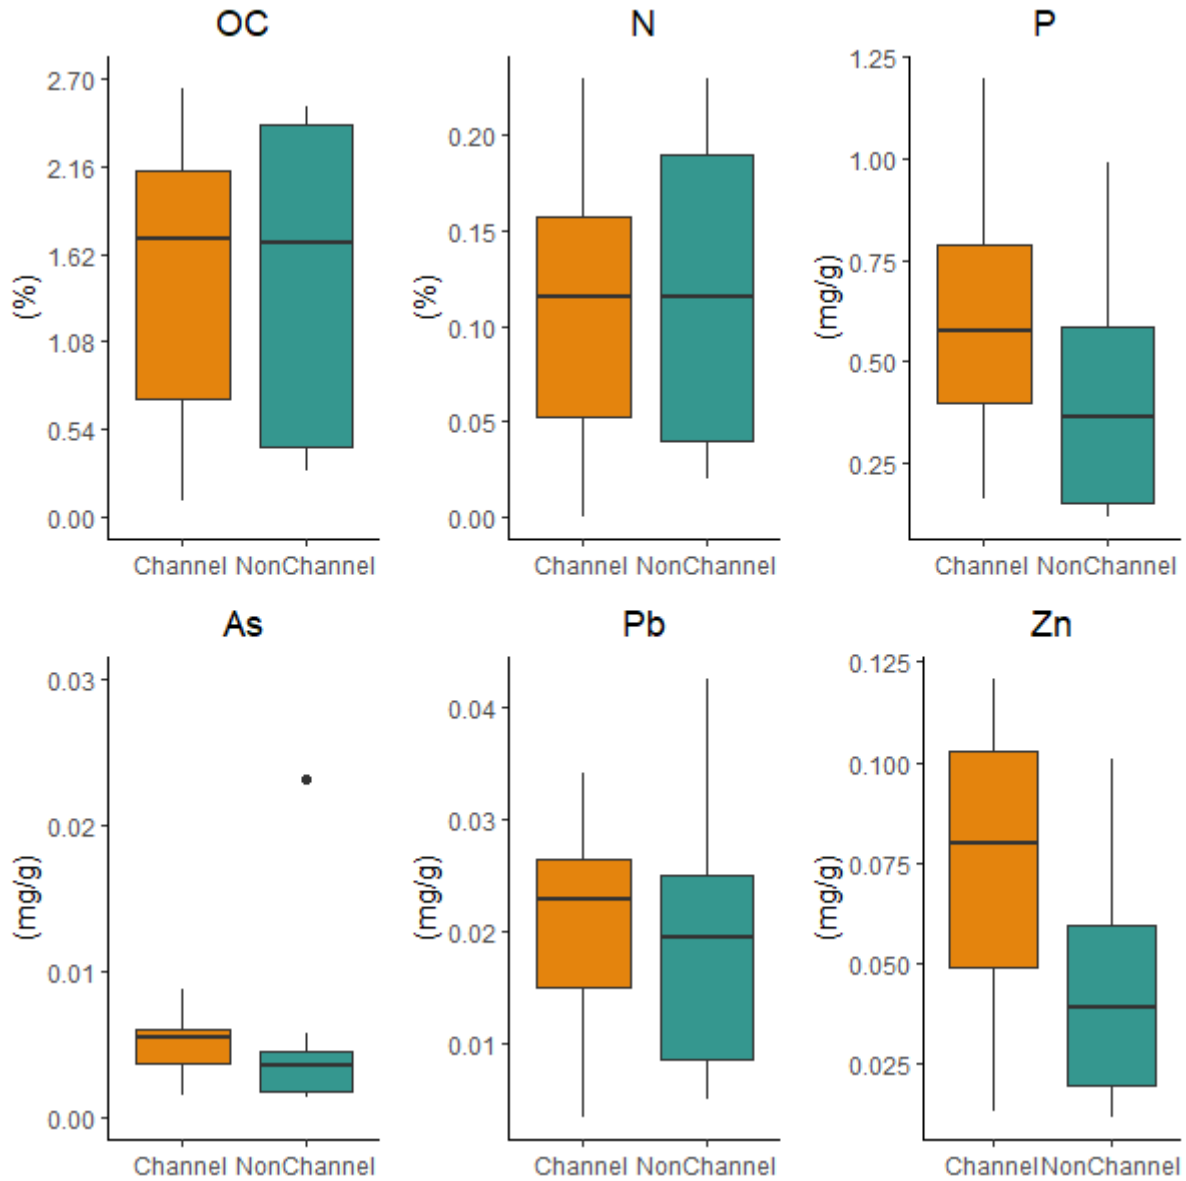 OC
2.70
2.16
1.62
1.08
0.54
0.00
(%)
Channel NonChannel
N
0.20
0.15
0.10
0.05
0.00
(%)
Channel NonChannel
P
1.25
1.00
0.75
0.50
0.25
(mg/g)
Channel NonChannel
As
0.03
0.02
0.01
0.00
(mg/g)
Channel NonChannel
Pb
0.04
0.03
0.02
0.01
(mg/g)
Channel NonChannel
Zn
0.125
0.100
0.075
0.050
0.025
(mg/g)
Channel NonChannel